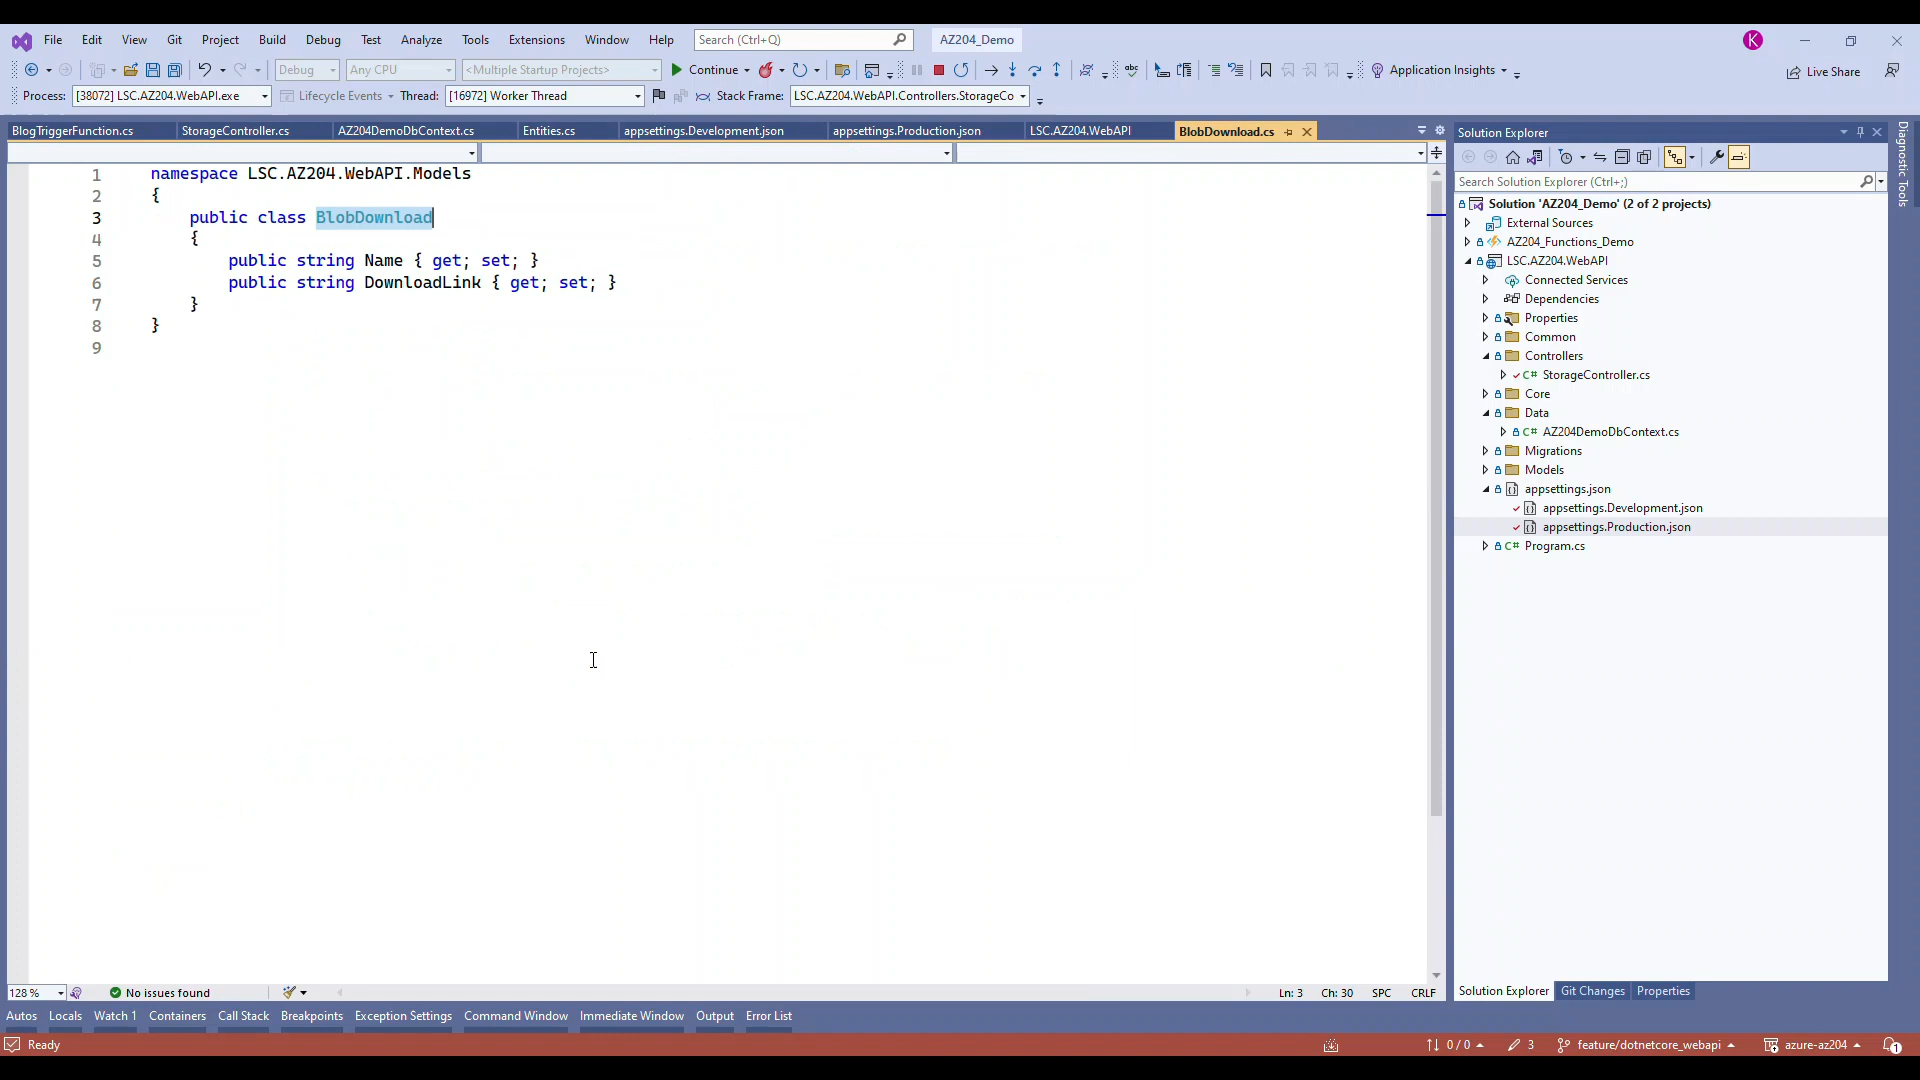 File Edit View Git Project Build Debug Test Analyze Tools Extensions Window Help Search (Ctrl+Q) AZ204_Demo K
Debug Any CPU <Multiple Startup Projects> Continue Application Insights Live Share
Process: [38072] LSC.AZ204.WebAPI.exe Lifecycle Events Thread: [16972] Worker Thread Stack Frame: LSC.AZ204.WebAPI.Controllers.StorageCo
BlogTriggerFunction.cs StorageController.cs AZ204DemoDbContext.cs Entities.cs appsettings.Development.json appsettings.Production.json LSC.AZ204.WebAPI BlobDownload.cs
1 namespace LSC.AZ204.WebAPI.Models
2 {
3 public class BlobDownload
4 {
5 public string Name { get; set; }
6 public string DownloadLink { get; set; }
7 }
8 }
9
128 % No issues found Ln: 3 Ch: 30 SPC CRLF
Solution Explorer
Search Solution Explorer (Ctrl+;)
Solution 'AZ204_Demo' (2 of 2 projects)
External Sources
AZ204_Functions_Demo
LSC.AZ204.WebAPI
Connected Services
Dependencies
Properties
Common
Controllers
C# StorageController.cs
Core
Data
C# AZ204DemoDbContext.cs
Migrations
Models
appsettings.json
appsettings.Development.json
appsettings.Production.json
C# Program.cs
Solution Explorer Git Changes Properties
Diagnostic Tools
Autos Locals Watch 1 Containers Call Stack Breakpoints Exception Settings Command Window Immediate Window Output Error List
Ready 0 / 0 3 feature/dotnetcore_webapi azure-az204 1